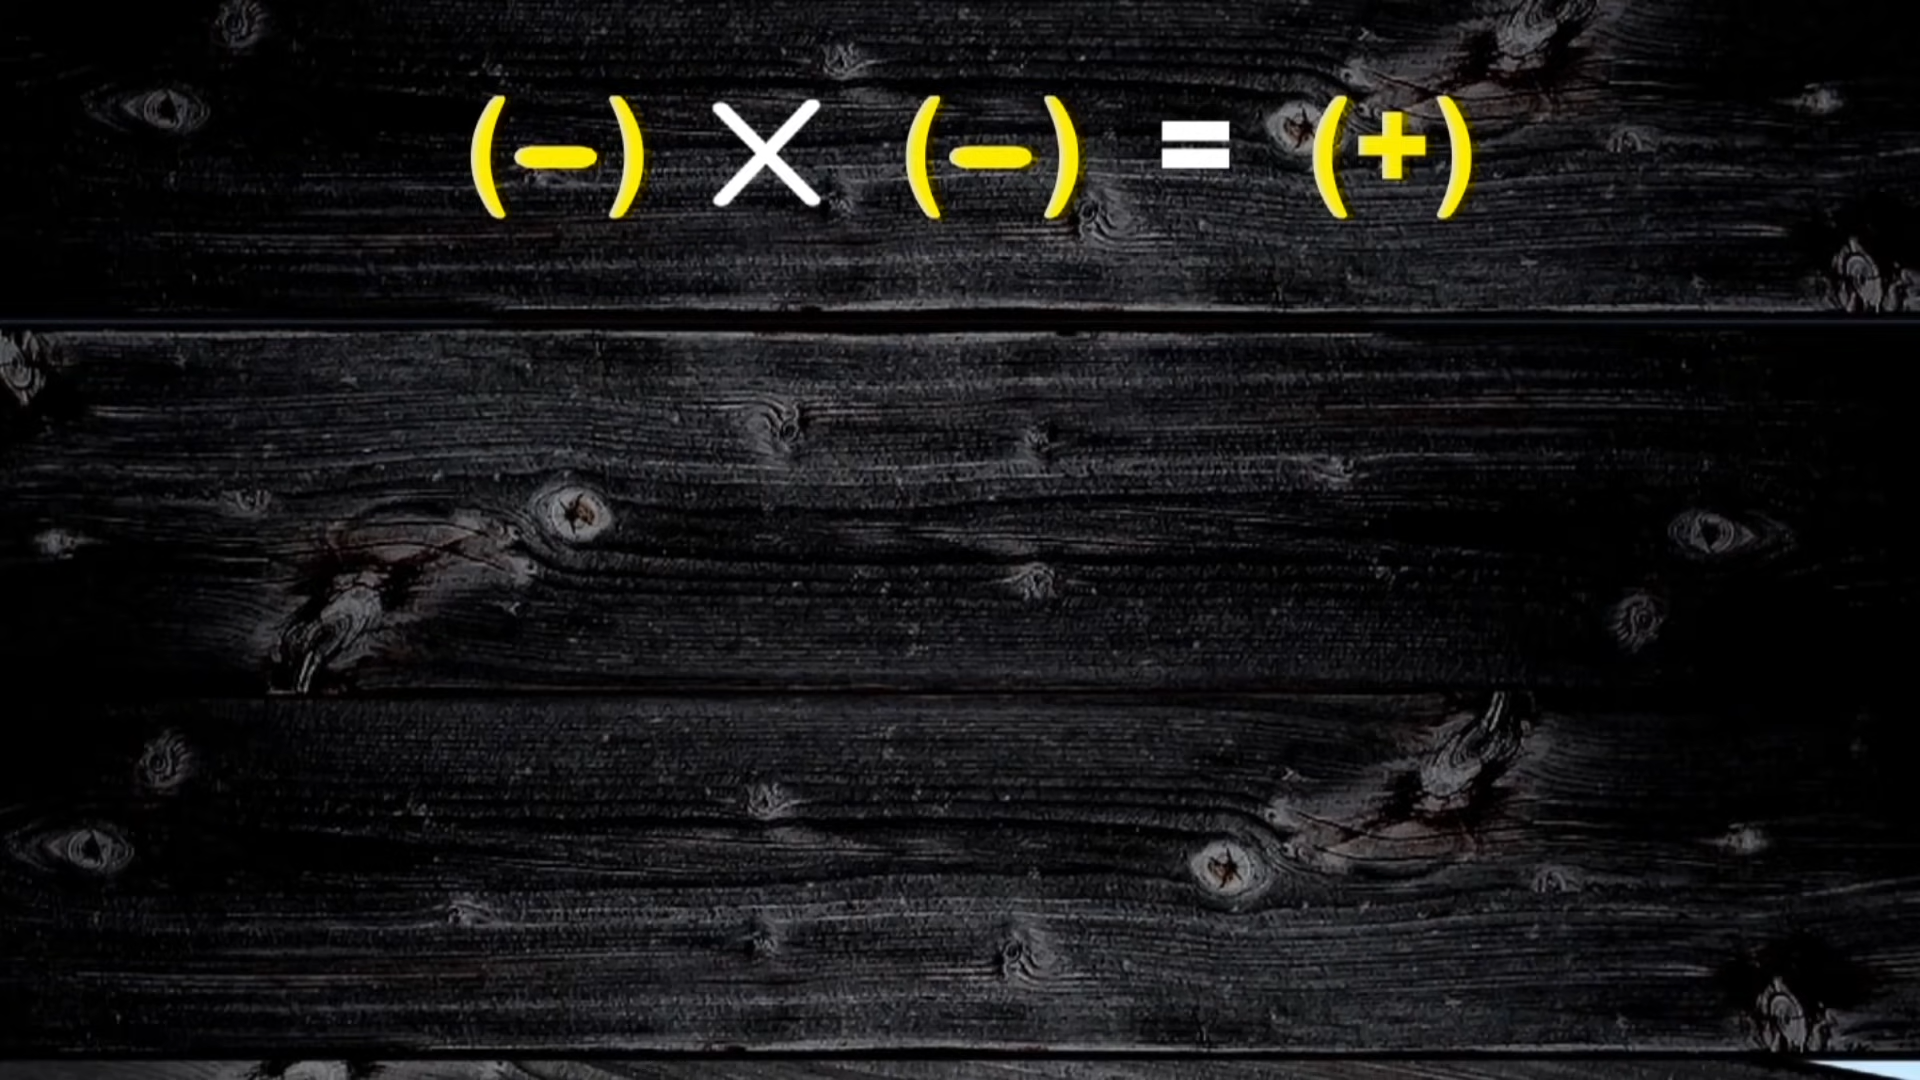 (-) × (-) = (+)